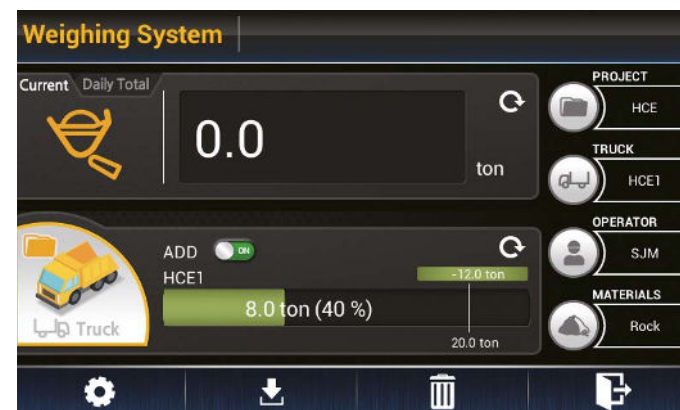 Weighing System
Current Daily Total
0.0
ton
PROJECT
HCE
TRUCK
HCE1
OPERATOR
SJM
MATERIALS
Rock
Truck
ADD ON
HCE1
-12.0 ton
8.0 ton (40 %)
20.0 ton